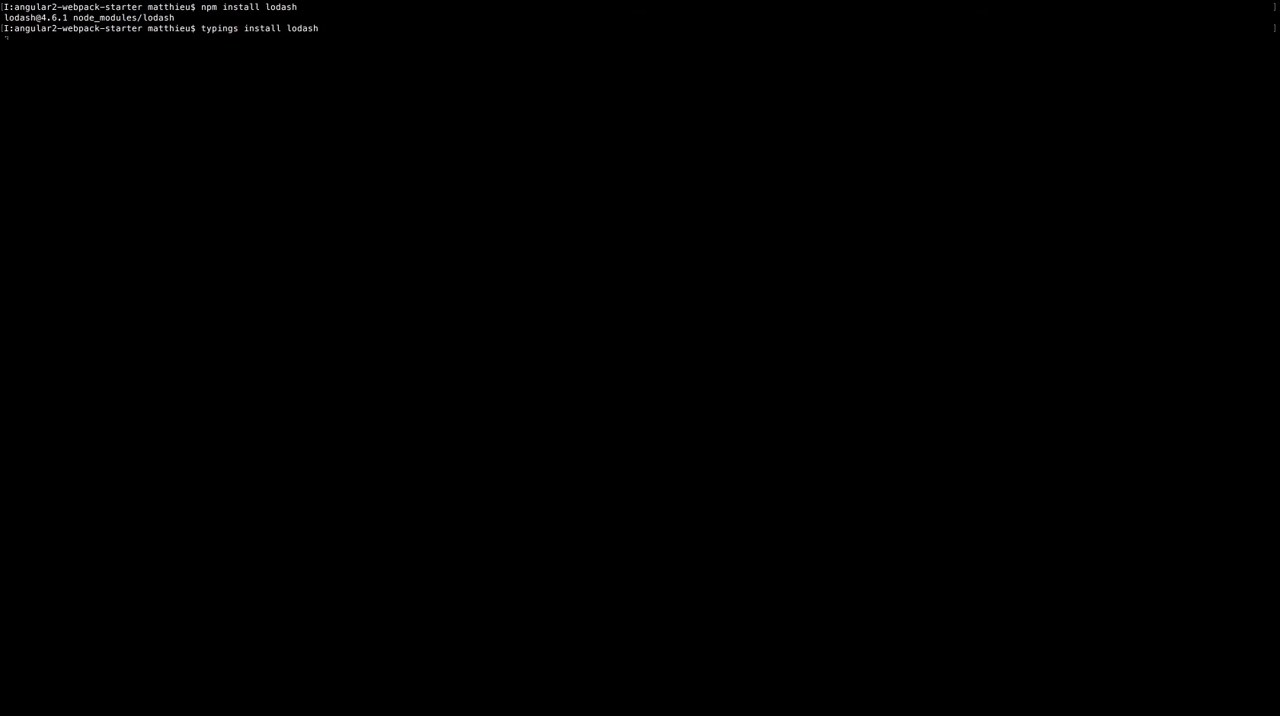 [I:angular2-webpack-starter matthieu$ npm install lodash ]
lodash@4.6.1 node_modules/lodash
[I:angular2-webpack-starter matthieu$ typings install lodash ]